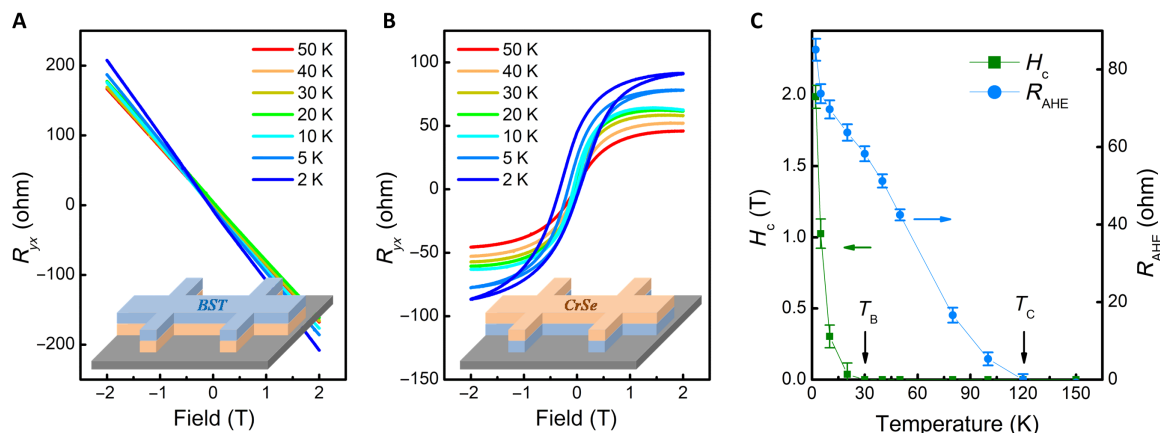 A
250
200
100
0
−100
−200
−2
−1
0
1
2
R_yx (ohm)
Field (T)
50 K
40 K
30 K
20 K
10 K
5 K
2 K
BST
B
100
50
0
−50
−100
−150
−2
−1
0
1
2
R_yx (ohm)
Field (T)
50 K
40 K
30 K
20 K
10 K
5 K
2 K
CrSe
C
2.0
1.5
1.0
0.5
0.0
H_c (T)
H_c
R_AHE
T_B
T_C
80
60
40
20
0
R_AHE (ohm)
0
30
60
90
120
150
Temperature (K)